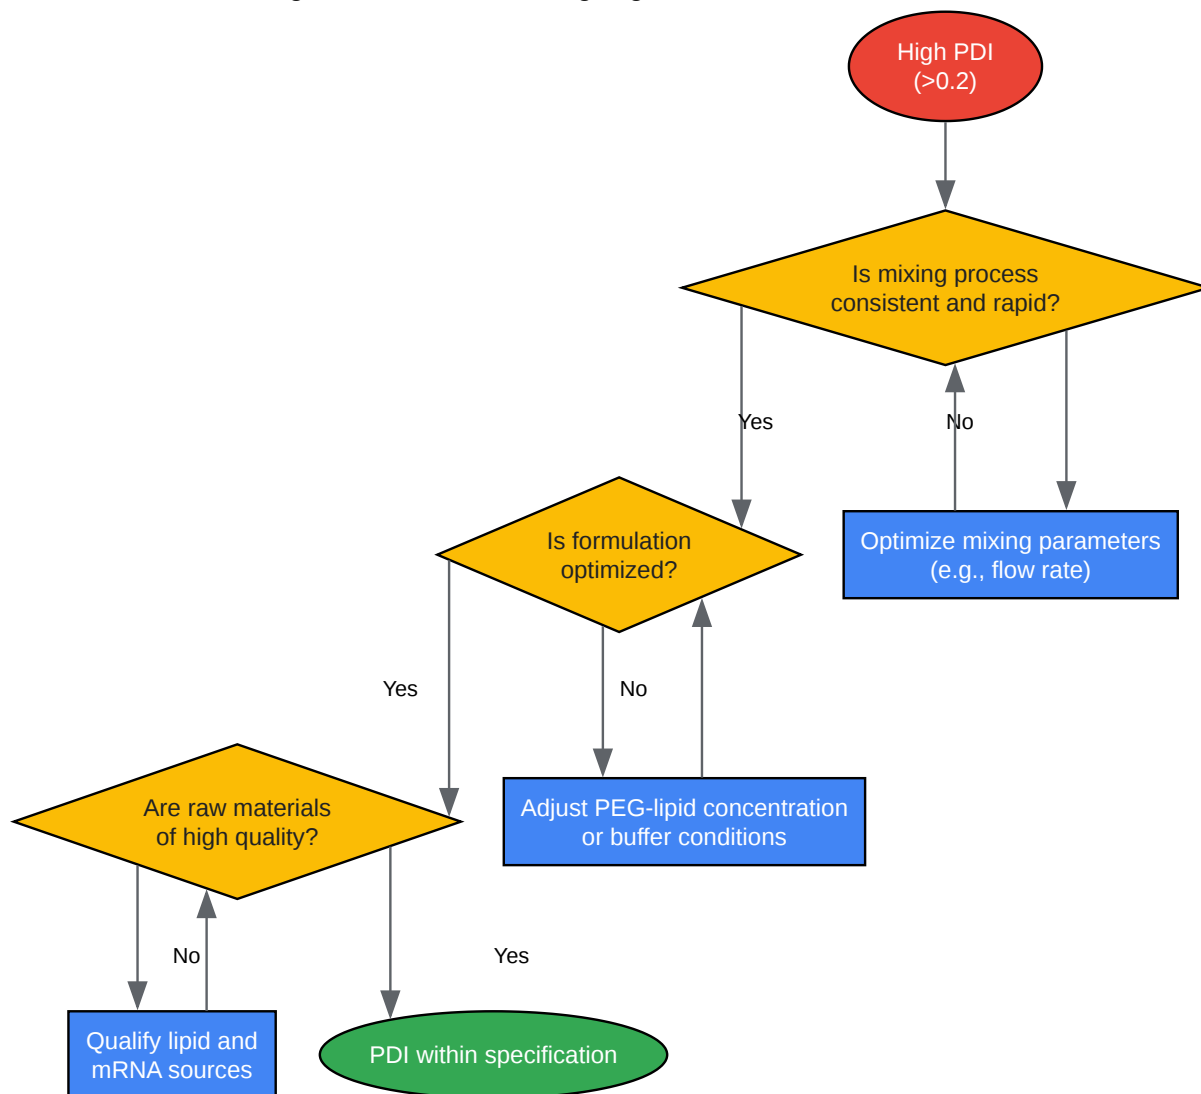 High PDI
(>0.2)
Is mixing process
consistent and rapid?
Yes
No
Optimize mixing parameters
(e.g., flow rate)
Is formulation
optimized?
Yes
No
Adjust PEG-lipid concentration
or buffer conditions
Are raw materials
of high quality?
No
Yes
Qualify lipid and
mRNA sources
PDI within specification